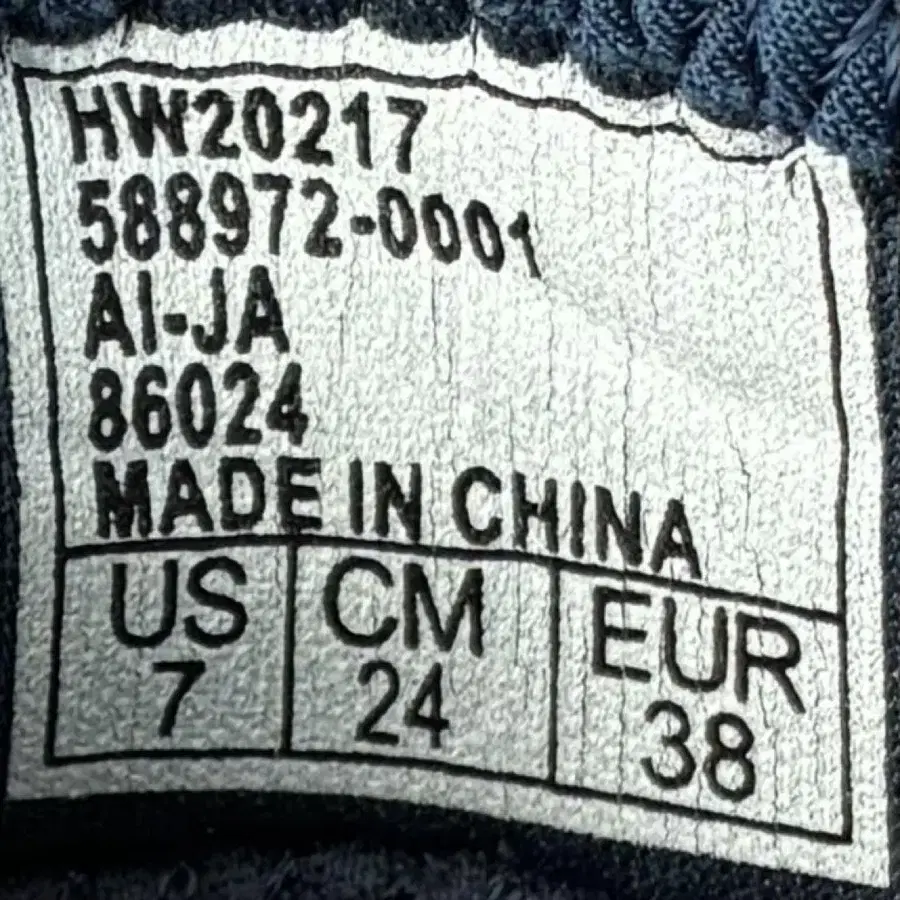 HW20217
588972-0001
AI-JA
86024
MADE IN CHINA
US CM EUR
7 24 38